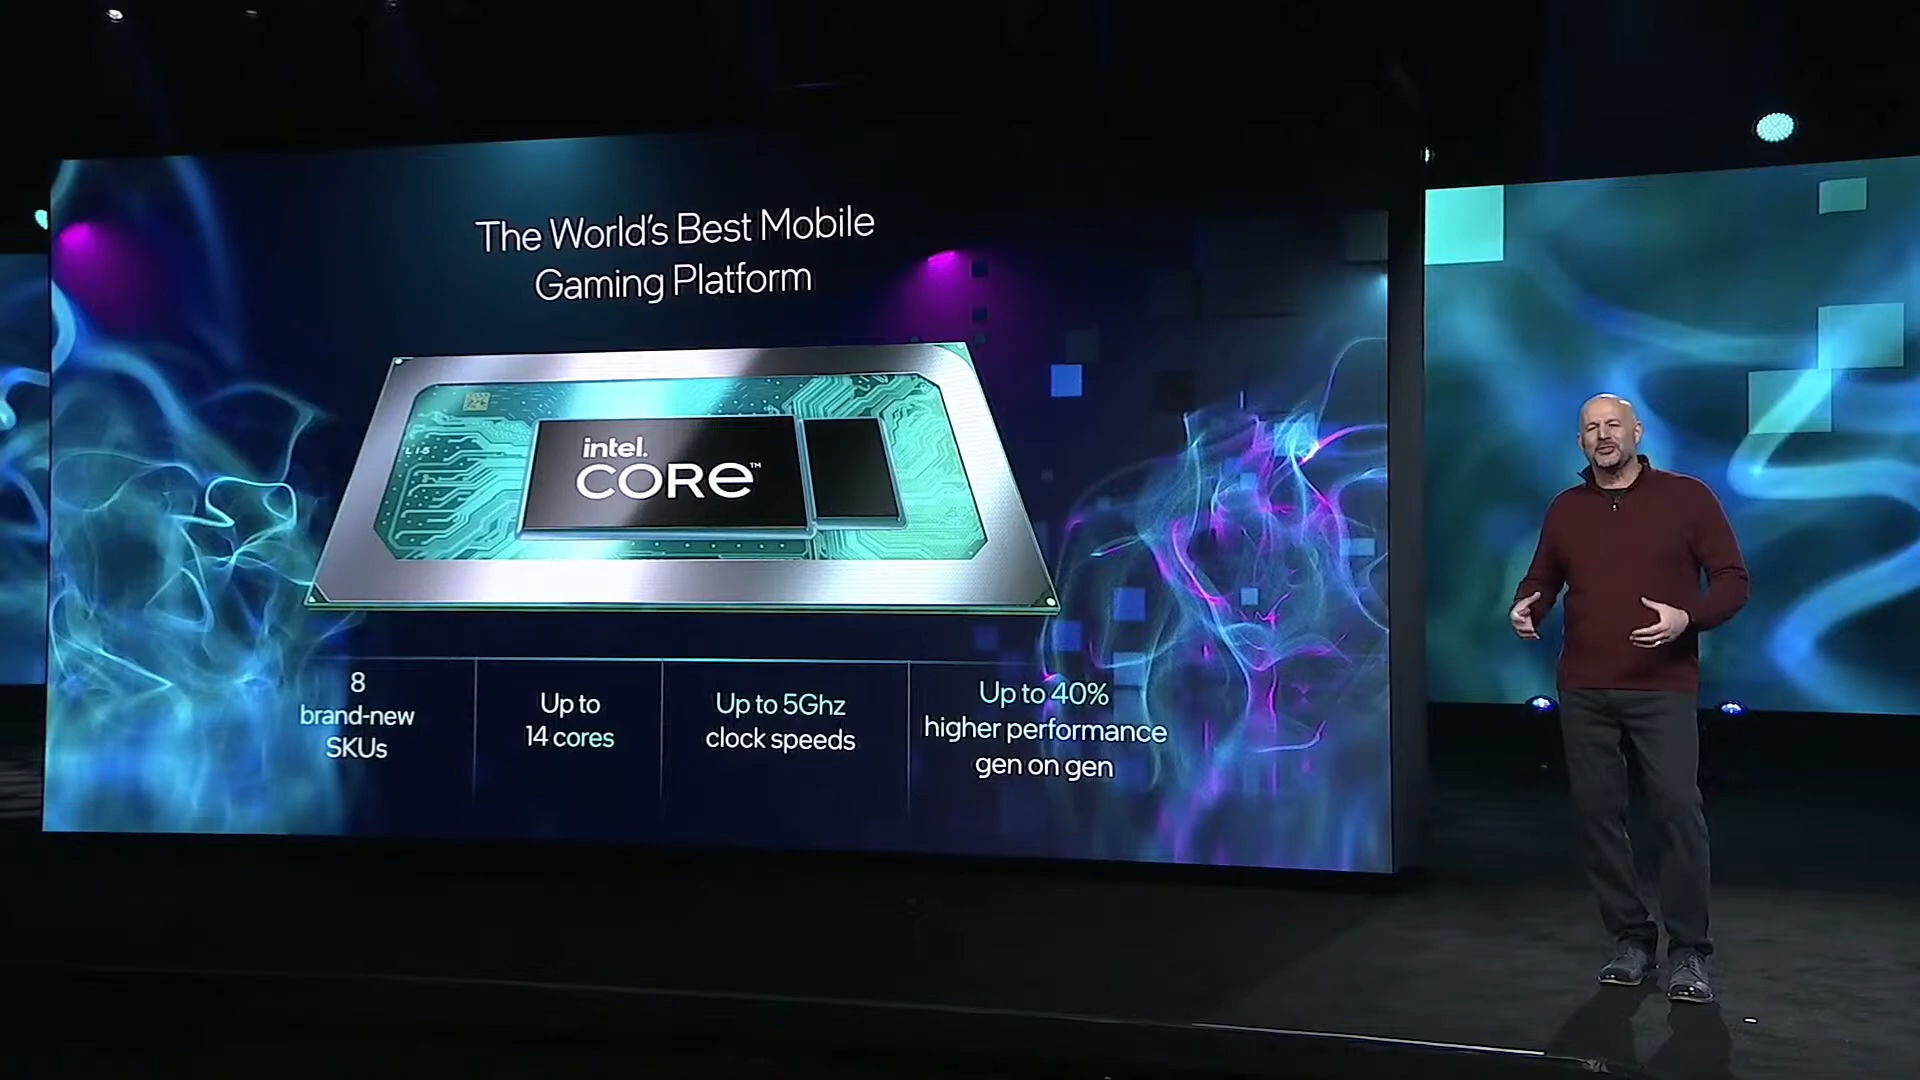 The World's Best Mobile
Gaming Platform
intel.
CORE™
8
brand-new
SKUs
Up to
14 cores
Up to 5Ghz
clock speeds
Up to 40%
higher performance
gen on gen